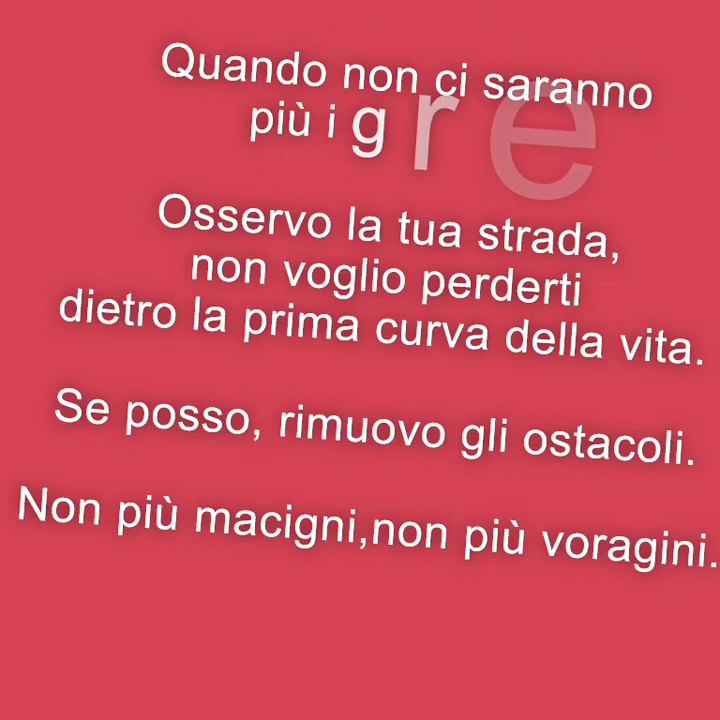 Quando non ci saranno
più i gre
Osservo la tua strada,
non voglio perderti
dietro la prima curva della vita.
Se posso, rimuovo gli ostacoli.
Non più macigni,non più voragini.